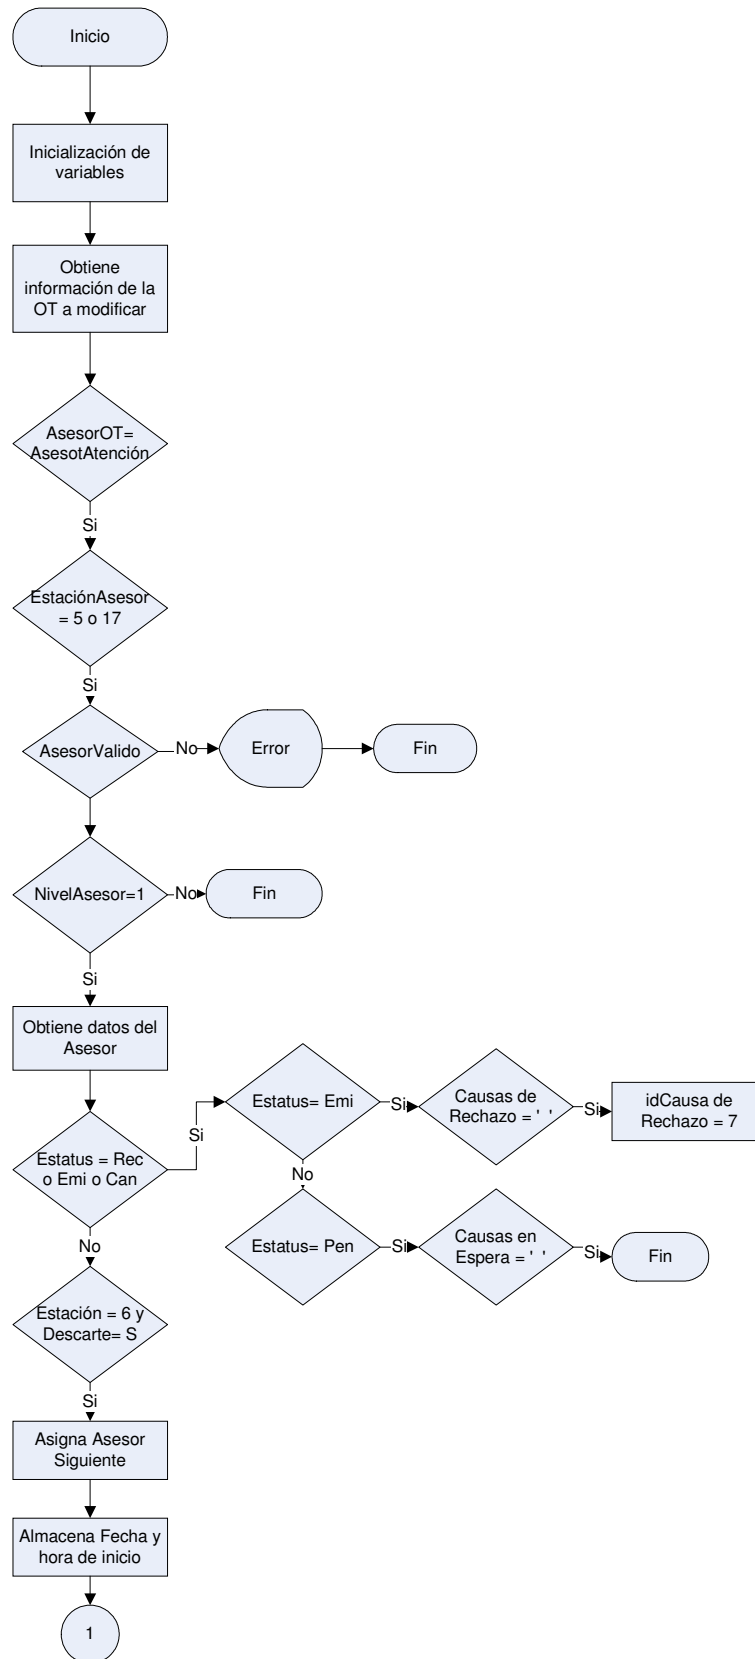 Inicio
Inicialización de
variables
Obtiene
información de la
OT a modificar
AsesorOT=
AsesotAtención
Si
EstaciónAsesor
= 5 o 17
Si
AsesorValido
No
Error
Fin
NivelAsesor=1
No
Fin
Si
Obtiene datos del
Asesor
Estatus = Rec
o Emi o Can
Si
Estatus= Emi
Si
Causas de
Rechazo = ' '
Si
idCausa de
Rechazo = 7
No
Estatus= Pen
Si
Causas en
Espera = ' '
Si
Fin
No
Estación = 6 y
Descarte= S
Si
Asigna Asesor
Siguiente
Almacena Fecha y
hora de inicio
1